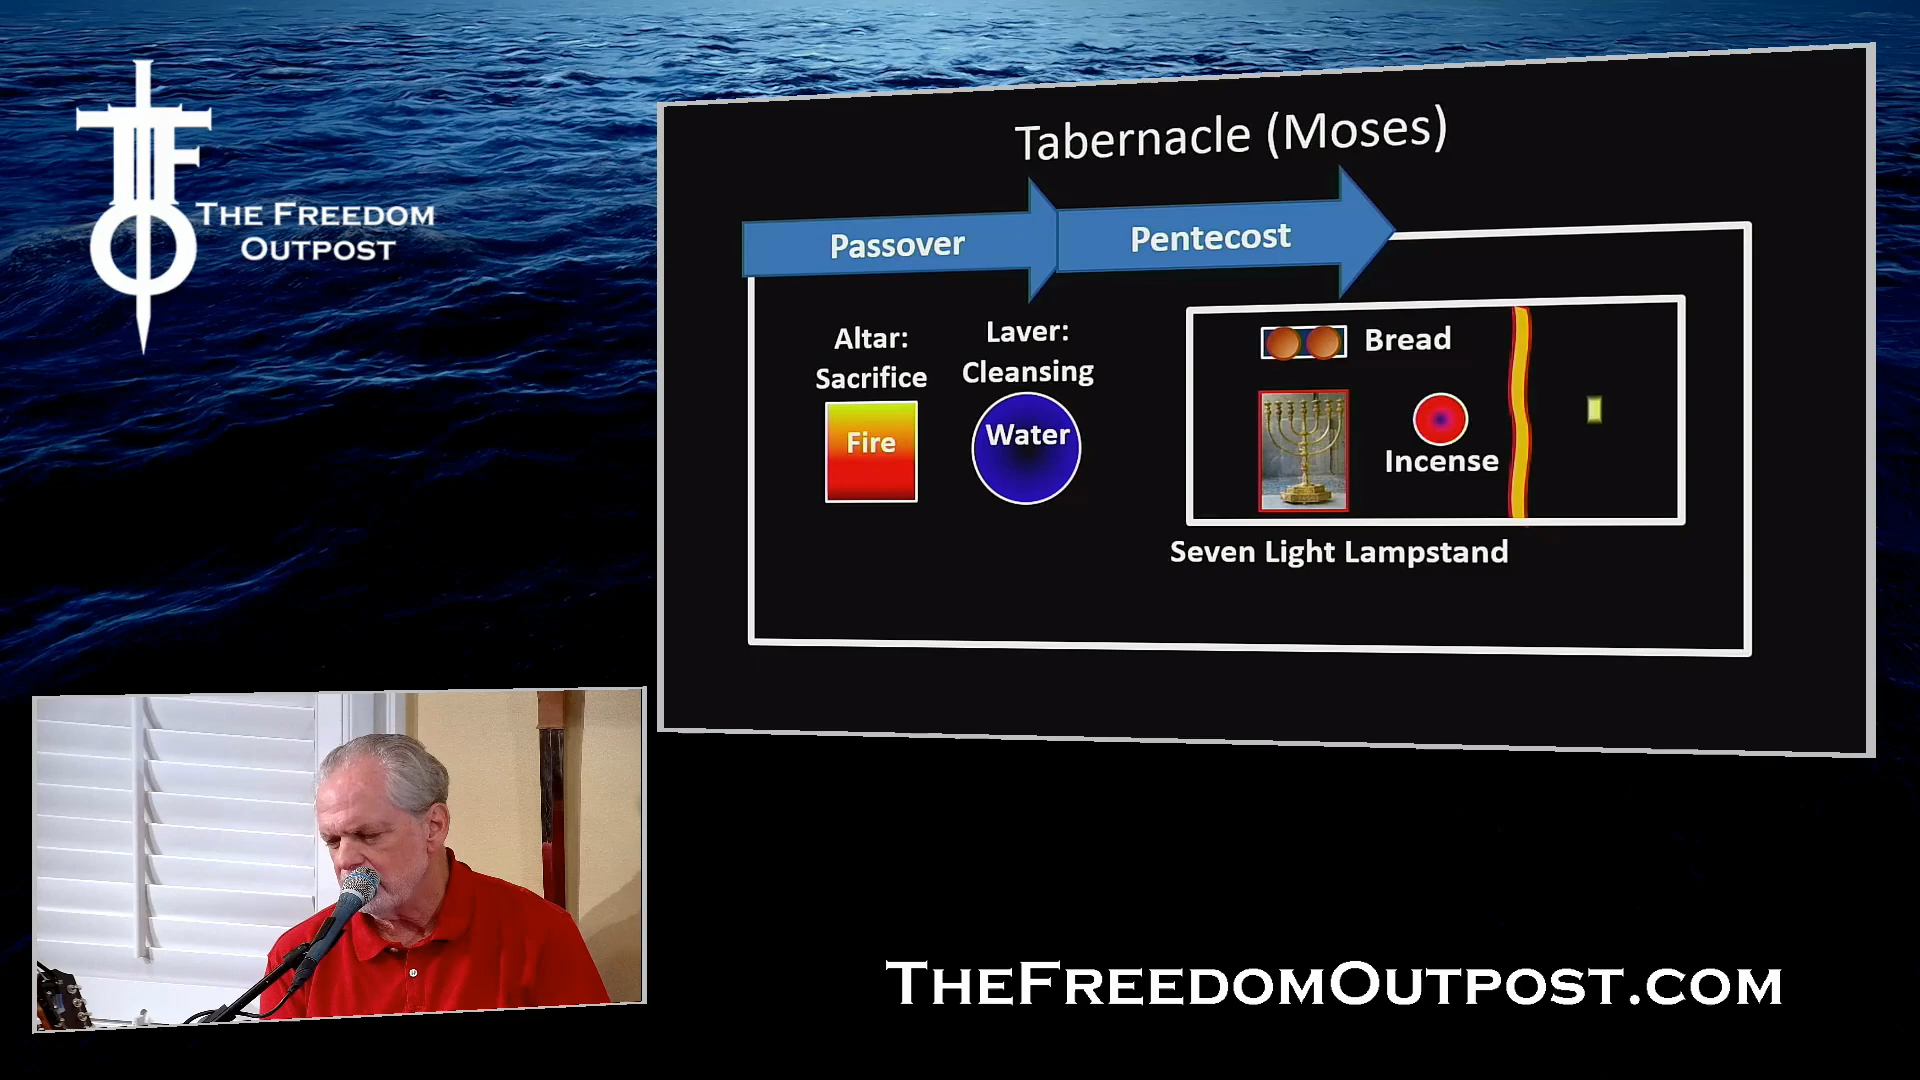 The Freedom
Outpost
Tabernacle (Moses)
Passover
Pentecost
Altar:
Sacrifice
Laver:
Cleansing
Fire
Water
Bread
Incense
Seven Light Lampstand
TheFreedomOutpost.com